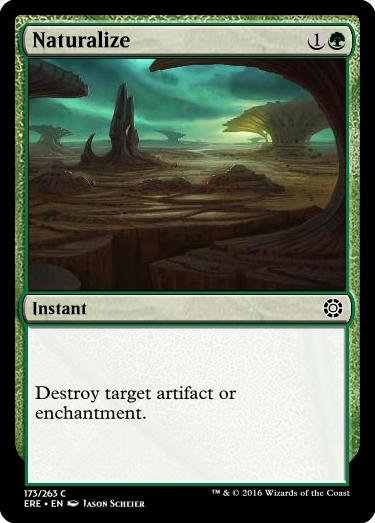 Naturalize 1
Instant
Destroy target artifact or
enchantment.
173/263 C
ERE • EN Jason Scheier
™ & © 2016 Wizards of the Coast